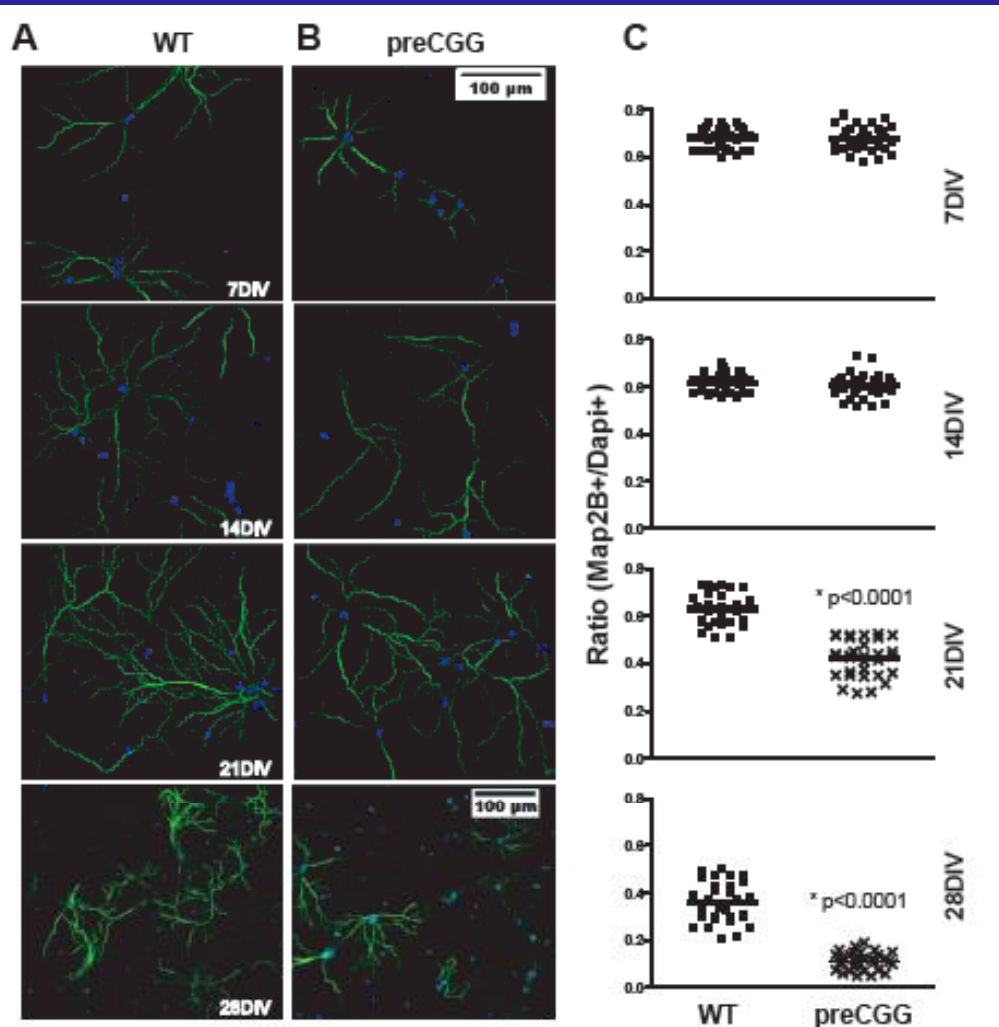 A WT B preCGG C
100 µm
7DIV
14DIV
21DIV
100 µm
28DIV
Ratio (Map2B+/Dapi+)
0.8
0.6
0.4
0.2
0.0
7DIV
0.8
0.6
0.4
0.2
0.0
14DIV
0.8
0.6
0.4
0.2
0.0
* p<0.0001
21DIV
0.8
0.6
0.4
0.2
0.0
* p<0.0001
28DIV
WT preCGG